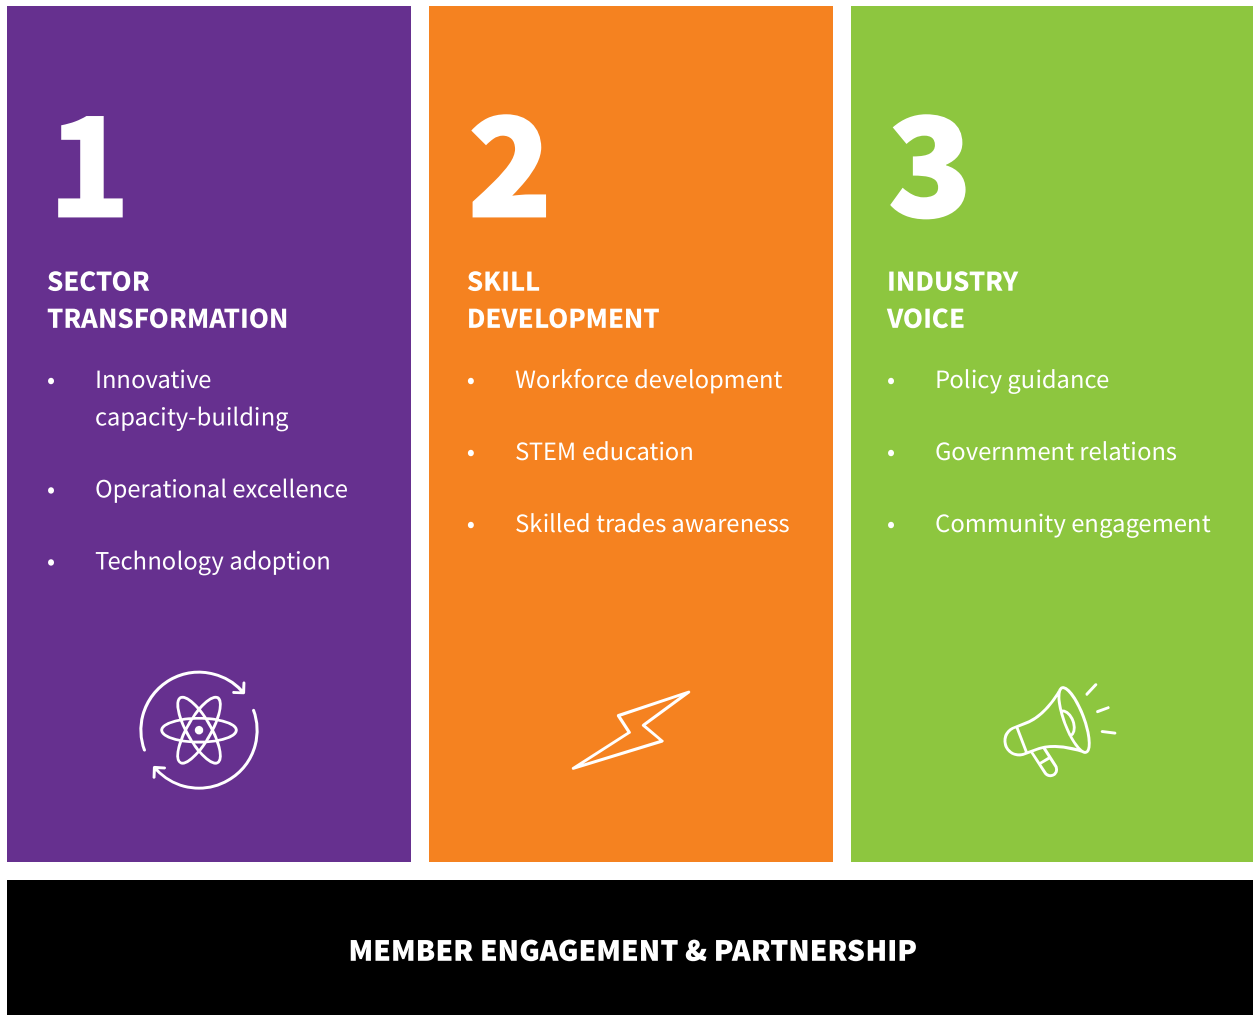 1
SECTOR
TRANSFORMATION
• Innovative
capacity-building
• Operational excellence
• Technology adoption
2
SKILL
DEVELOPMENT
• Workforce development
• STEM education
• Skilled trades awareness
3
INDUSTRY
VOICE
• Policy guidance
• Government relations
• Community engagement
MEMBER ENGAGEMENT & PARTNERSHIP